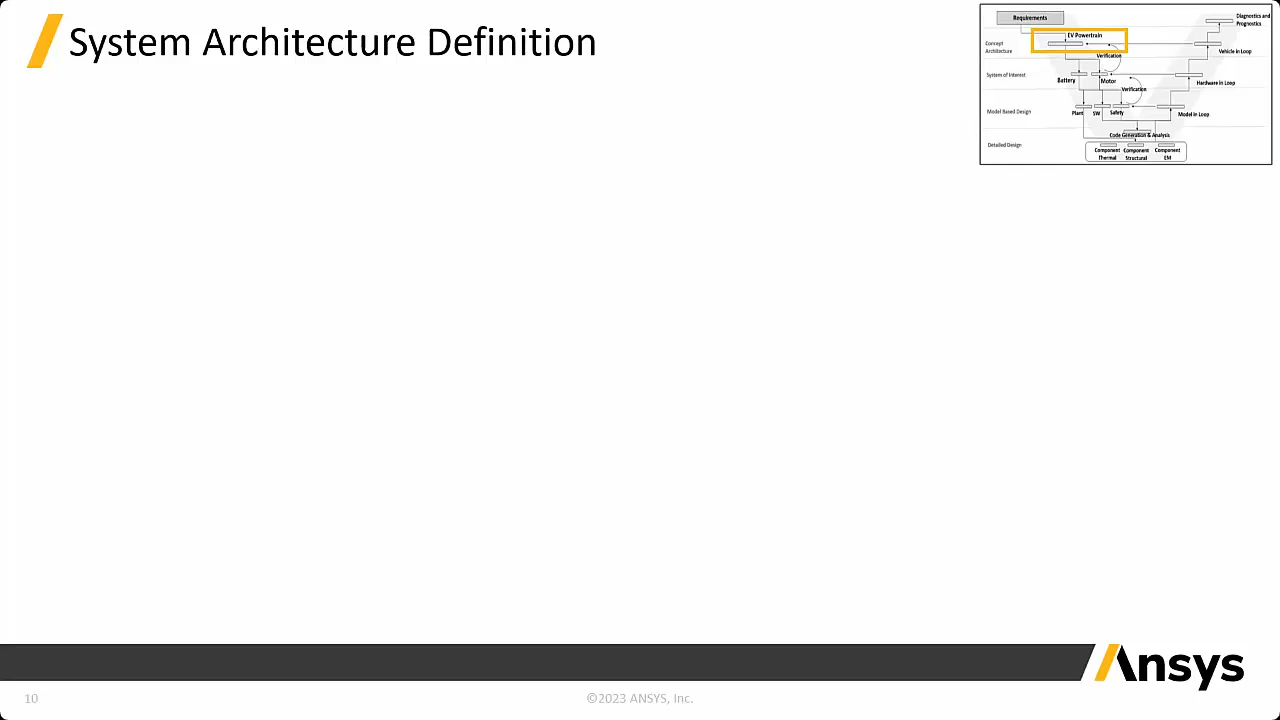 System Architecture Definition
Requirements
Diagnostics and
Prognostics
EV Powertrain
Concept
Architecture
Vehicle in Loop
Verification
System of Interest
Battery
Motor
Hardware in Loop
Verification
Model Based Design
Plant
SW
Safety
Model in Loop
Code Generation & Analysis
Detailed Design
Component
Thermal
Component
Structural
Component
EM
Ansys
10
©2023 ANSYS, Inc.